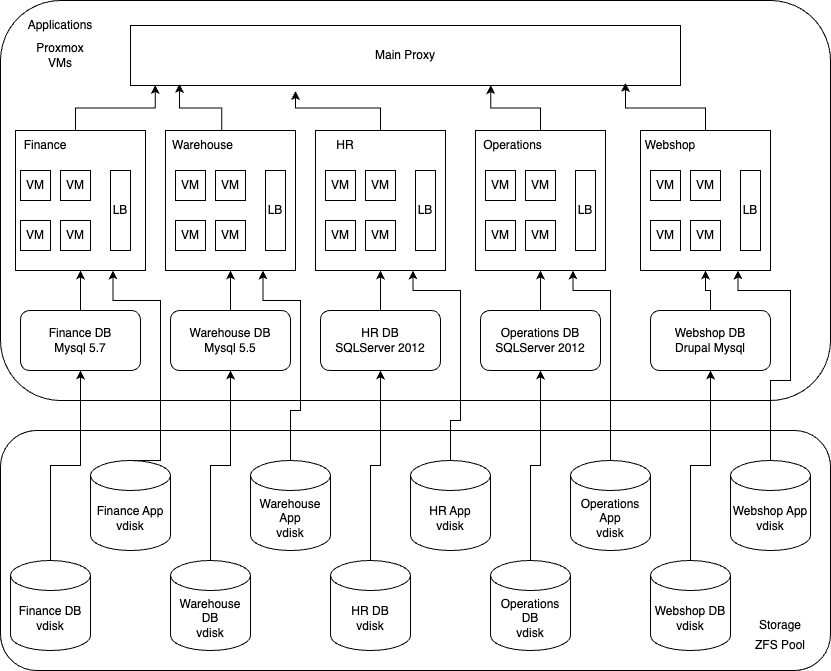 Applications
Proxmox
VMs
Main Proxy
Finance
VM VM
LB
VM VM
Warehouse
VM VM
LB
VM VM
HR
VM VM
LB
VM VM
Operations
VM VM
LB
VM VM
Webshop
VM VM
LB
VM VM
Finance DB
Mysql 5.7
Warehouse DB
Mysql 5.5
HR DB
SQLServer 2012
Operations DB
SQLServer 2012
Webshop DB
Drupal Mysql
Finance App
vdisk
Warehouse
App
vdisk
HR App
vdisk
Operations
App
vdisk
Webshop App
vdisk
Finance DB
vdisk
Warehouse
DB
vdisk
HR DB
vdisk
Operations
DB
vdisk
Webshop DB
vdisk
Storage
ZFS Pool